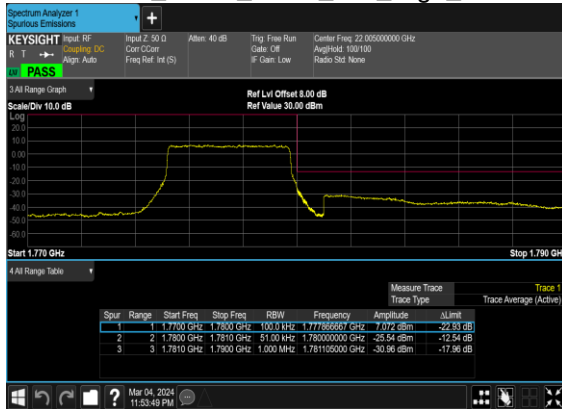 Spectrum Analyzer 1
Spurious Emissions
+
KEYSIGHT
R T
LW PASS
Input: RF
Coupling: DC
Align: Auto
Input Z: 50 Ω
Corr CCorr
Freq Ref: Int (S)
Atten: 40 dB
Trig: Free Run
Gate: Off
IF Gain: Low
Center Freq: 22.005000000 GHz
Avg|Hold: 100/100
Radio Std: None
3 All Range Graph
Scale/Div 10.0 dB
Ref Lvl Offset 8.00 dB
Ref Value 30.00 dBm
Log
20.0
10.0
0.00
-10.0
-20.0
-30.0
-40.0
-50.0
-60.0
Start 1.770 GHz
Stop 1.790 GH
4 All Range Table
Measure Trace Trace 1
Trace Type Trace Average (Active)
Spur Range Start Freq Stop Freq RBW Frequency Amplitude ΔLimit
1 1 1.7700 GHz 1.7800 GHz 100.0 kHz 1.777866667 GHz 7.072 dBm -22.93 dB
2 2 1.7800 GHz 1.7810 GHz 51.00 kHz 1.780000000 GHz -25.54 dBm -12.54 dB
3 3 1.7810 GHz 1.7900 GHz 1.000 MHz 1.781105000 GHz -30.96 dBm -17.96 dB
?
Mar 04, 2024
11:53:49 PM